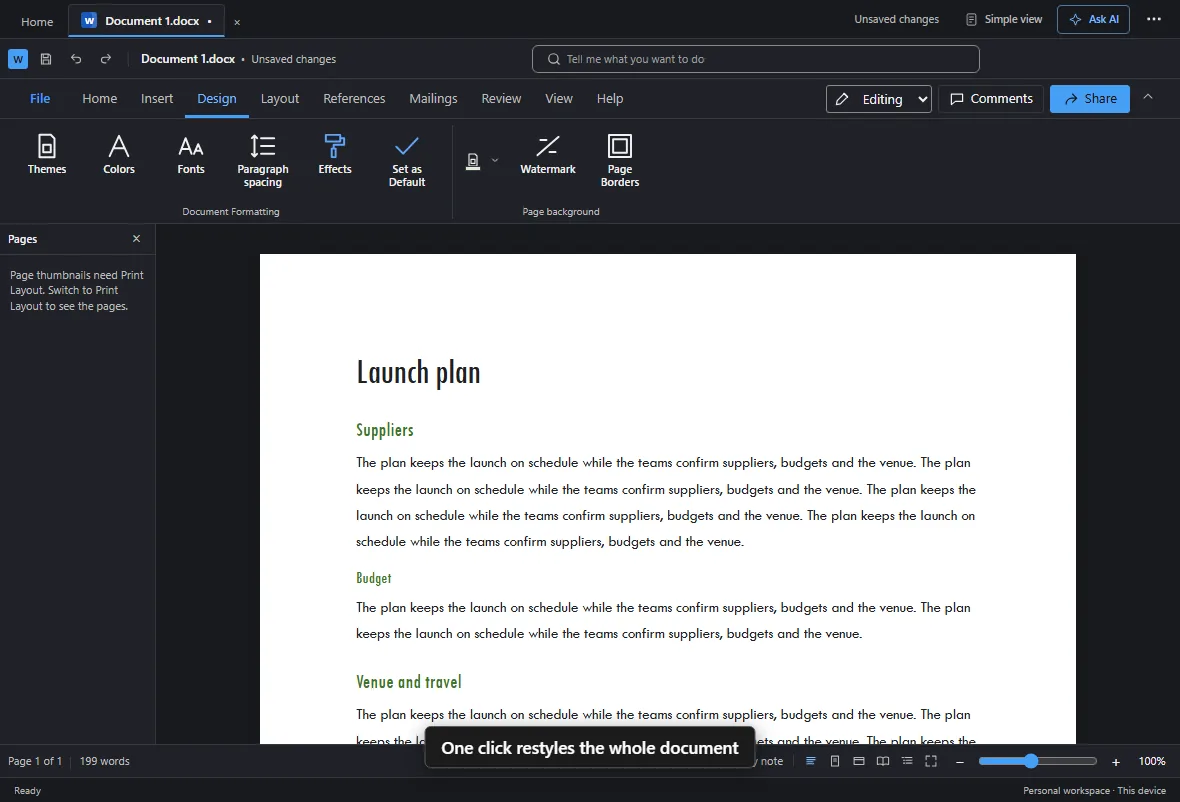 Home
W Document 1.docx •
Unsaved changes
Simple view
Ask AI
W
Document 1.docx • Unsaved changes
Tell me what you want to do
File Home Insert Design Layout References Mailings Review View Help
Editing
Comments
Share
Themes
Colors
Fonts
Paragraph
spacing
Effects
Set as
Default
Watermark
Page
Borders
Document Formatting
Page background
Pages
Page thumbnails need Print
Layout. Switch to Print
Layout to see the pages.
Launch plan
Suppliers
The plan keeps the launch on schedule while the teams confirm suppliers, budgets and the venue. The plan
keeps the launch on schedule while the teams confirm suppliers, budgets and the venue. The plan keeps the
launch on schedule while the teams confirm suppliers, budgets and the venue. The plan keeps the launch on
schedule while the teams confirm suppliers, budgets and the venue.
Budget
The plan keeps the launch on schedule while the teams confirm suppliers, budgets and the venue. The plan
keeps the launch on schedule while the teams confirm suppliers, budgets and the venue.
Venue and travel
The plan keeps the launch on schedule while the teams confirm suppliers, budgets and the venue. The plan
keeps the and the venue. The plan keeps the
One click restyles the whole document
Page 1 of 1
199 words
note
100%
Ready
Personal workspace · This device